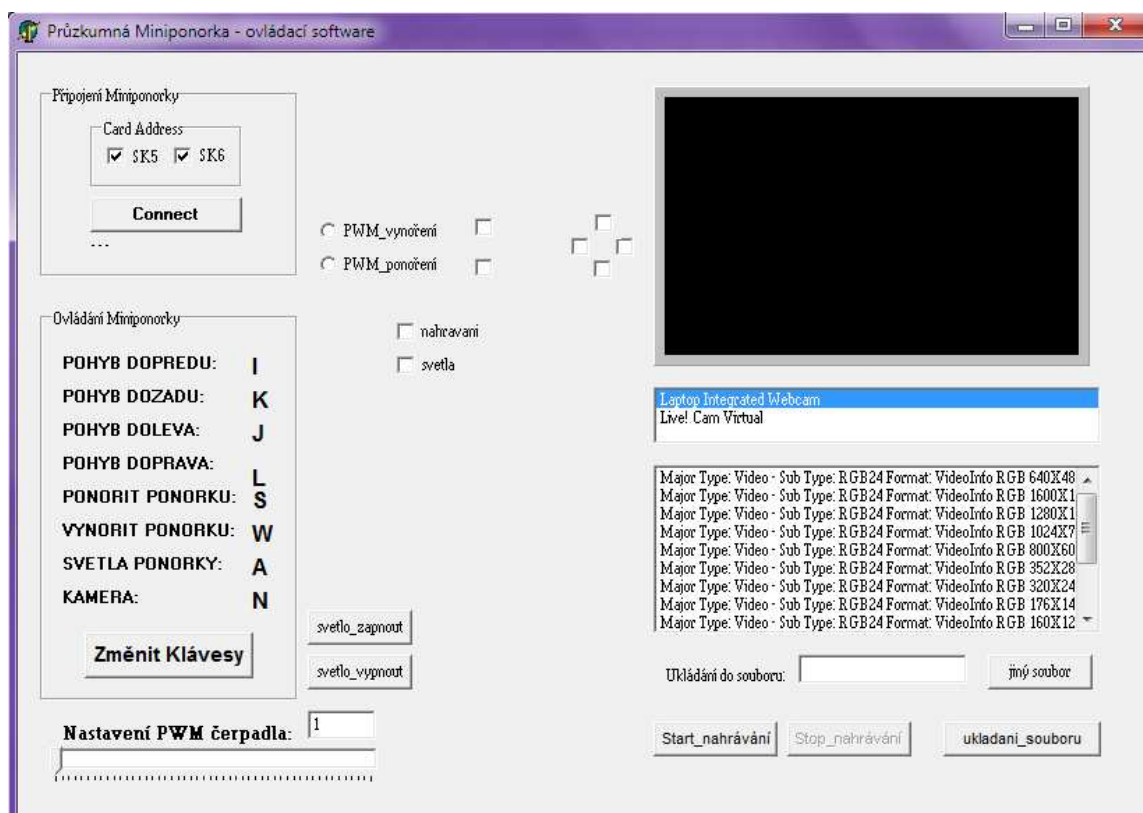 Průzkumná Miniponorka - ovládací software
Připojení Miniponorky
Card Address
SK5 SK6
Connect
...
PWM_vynoření
PWM_ponoření
nahravani
svetla
Ovládání Miniponorky
POHYB DOPREDU: I
POHYB DOZADU: K
POHYB DOLEVA: J
POHYB DOPRAVA: L
PONORIT PONORKU: S
VYNORIT PONORKU: W
SVETLA PONORKY: A
KAMERA: N
Změnit Klávesy
svetlo_zapnout
svetlo_vypnout
Nastavení PWM čerpadla: 1
Laptop Integrated Webcam
Live! Cam Virtual
Major Type: Video - Sub Type: RGB24 Format: VideoInfo RGB 640X48
Major Type: Video - Sub Type: RGB24 Format: VideoInfo RGB 1600X1
Major Type: Video - Sub Type: RGB24 Format: VideoInfo RGB 1280X1
Major Type: Video - Sub Type: RGB24 Format: VideoInfo RGB 1024X7
Major Type: Video - Sub Type: RGB24 Format: VideoInfo RGB 800X60
Major Type: Video - Sub Type: RGB24 Format: VideoInfo RGB 352X28
Major Type: Video - Sub Type: RGB24 Format: VideoInfo RGB 320X24
Major Type: Video - Sub Type: RGB24 Format: VideoInfo RGB 176X14
Major Type: Video - Sub Type: RGB24 Format: VideoInfo RGB 160X12
Ukládání do souboru:
jiný soubor
Start_nahrávání
Stop_nahrávání
ukladani_souboru